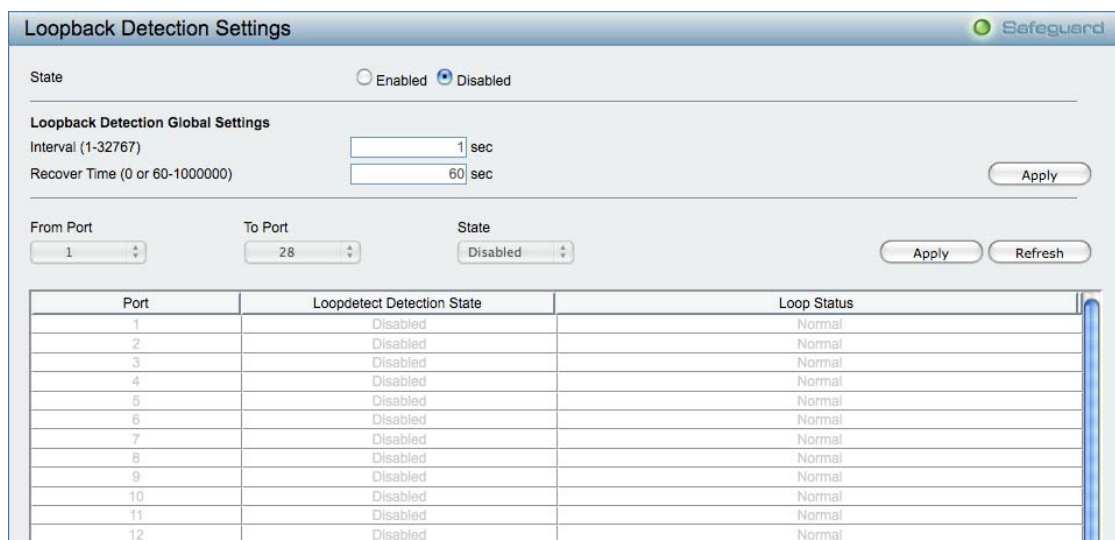 Loopback Detection Settings
Safeguard
State Enabled Disabled
Loopback Detection Global Settings
Interval (1-32767) 1 sec
Recover Time (0 or 60-1000000) 60 sec Apply
From Port To Port State
1 28 Disabled Apply Refresh
Port Loopdetect Detection State Loop Status
1 Disabled Normal
2 Disabled Normal
3 Disabled Normal
4 Disabled Normal
5 Disabled Normal
6 Disabled Normal
7 Disabled Normal
8 Disabled Normal
9 Disabled Normal
10 Disabled Normal
11 Disabled Normal
12 Disabled Normal